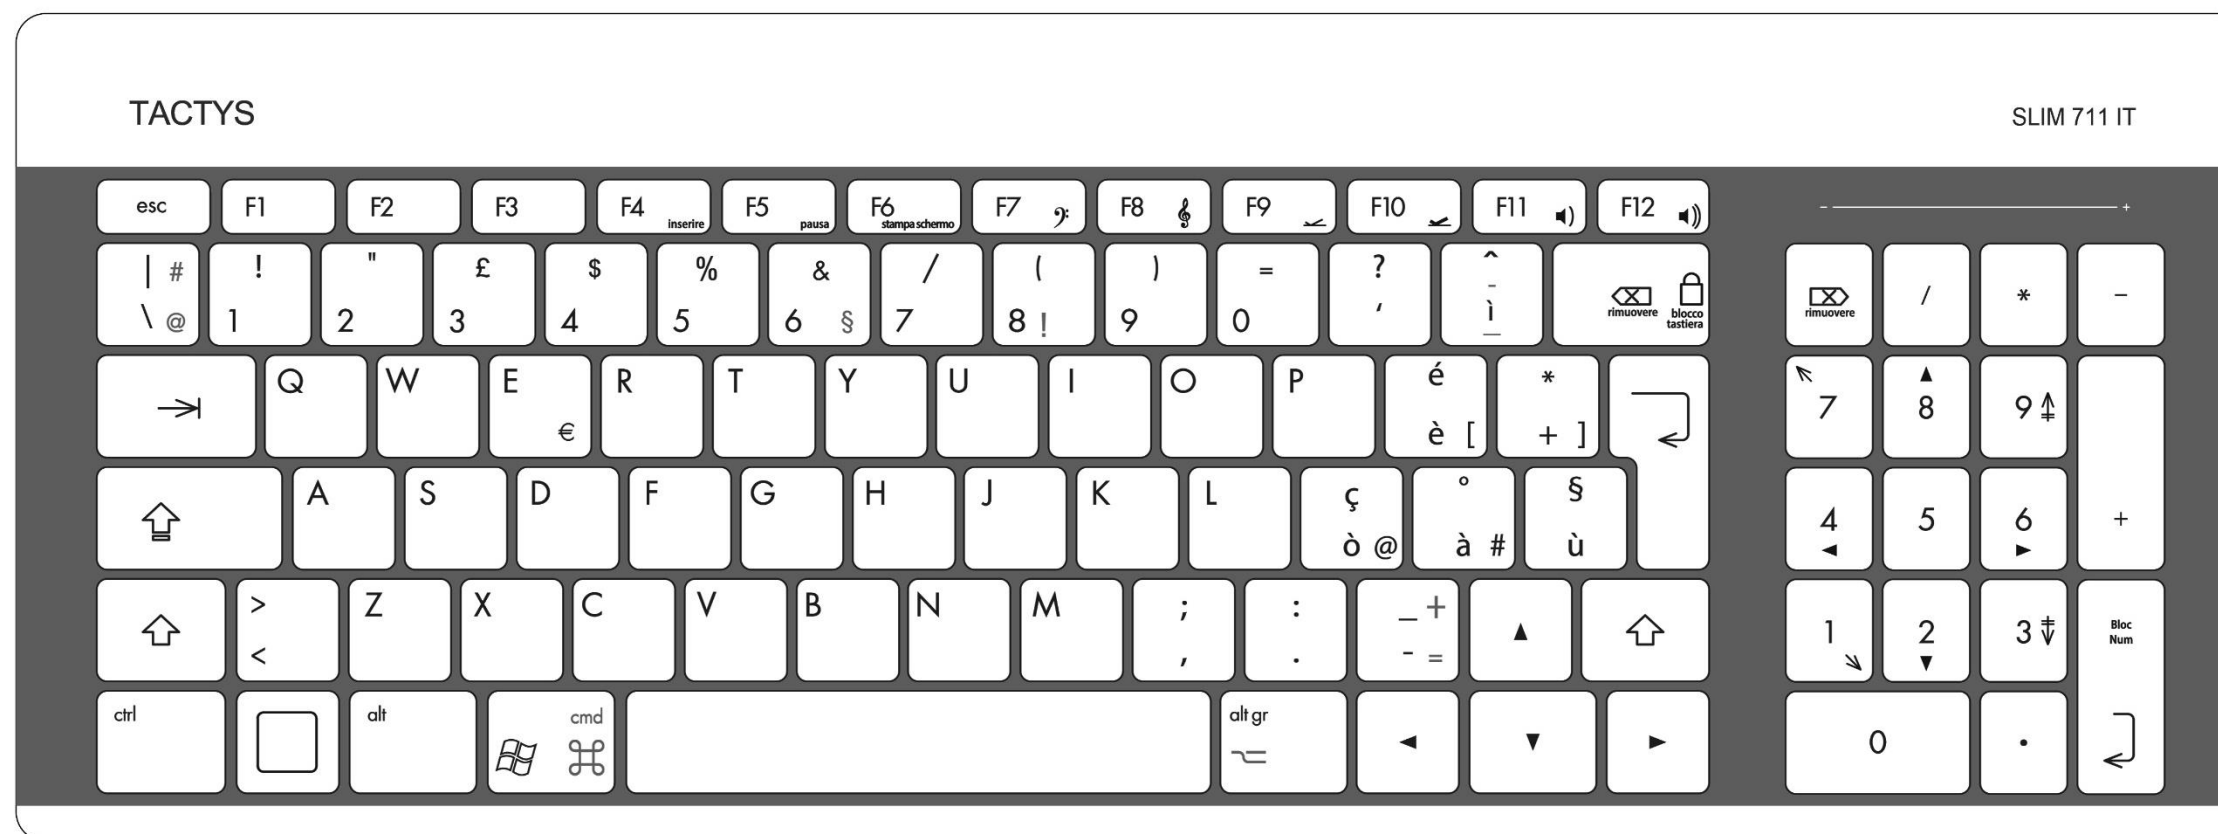 TACTYS SLIM 711 IT
esc F1 F2 F3 F4 inserire F5 pausa F6 stampa schermo F7 F8 F9 F10 F11 F12 - +
| # ! " £ $ % & / ( ) = ? ^
\ @ 1 2 3 4 5 6 § 7 8 ! 9 0 ' - ì _ rimuovere blocco tastiera rimuovere / * -
Q W E R T Y U I O P é * 7 8 9
€ è [ + ]
A S D F G H J K L ç ° § 4 5 6 +
ò @ à # ù
> Z X C V B N M ; : _ + 1 2 3 Bloc Num
< , . - =
ctrl alt cmd alt gr 0 .